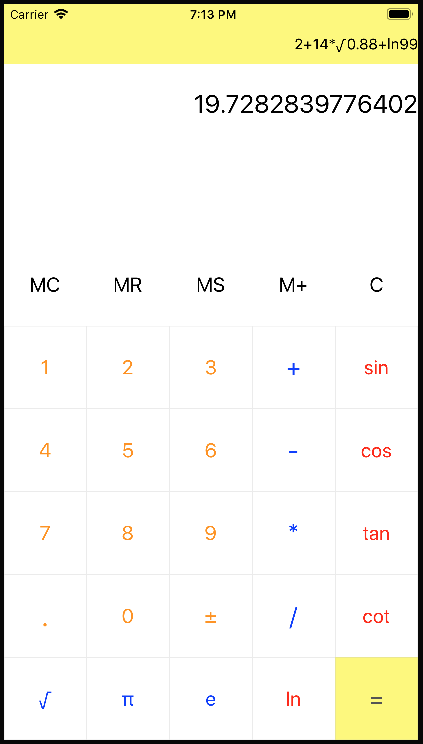 Carrier 7:13 PM
2+14*√0.88+ln99
19.7282839776402
MC MR MS M+ C
1 2 3 + sin
4 5 6 - cos
7 8 9 * tan
. 0 ± / cot
√ π e ln =